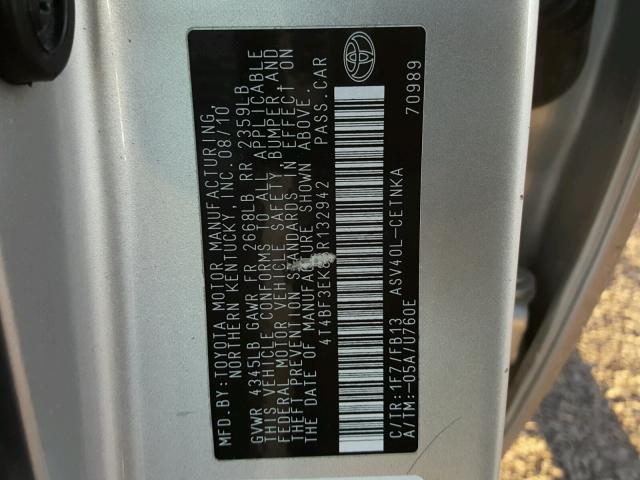 MFD.BY: TOYOTA MOTOR MANUFACTURING,
NORTHERN KENTUCKY, INC. 08/10
GVWR 4345LB GAWR FR 2668LB RR 2359LB
THIS VEHICLE CONFORMS TO ALL APPLICABLE
FEDERAL MOTOR VEHICLE SAFETY, BUMPER, AND
THEFT PREVENTION STANDARDS IN EFFECT ON
THE DATE OF MANUFACTURE SHOWN ABOVE.
PASS.CAR
C/TR: 1F7/FB13 ASV40L-CETNKA
A/TM: -05A/U760E 70989